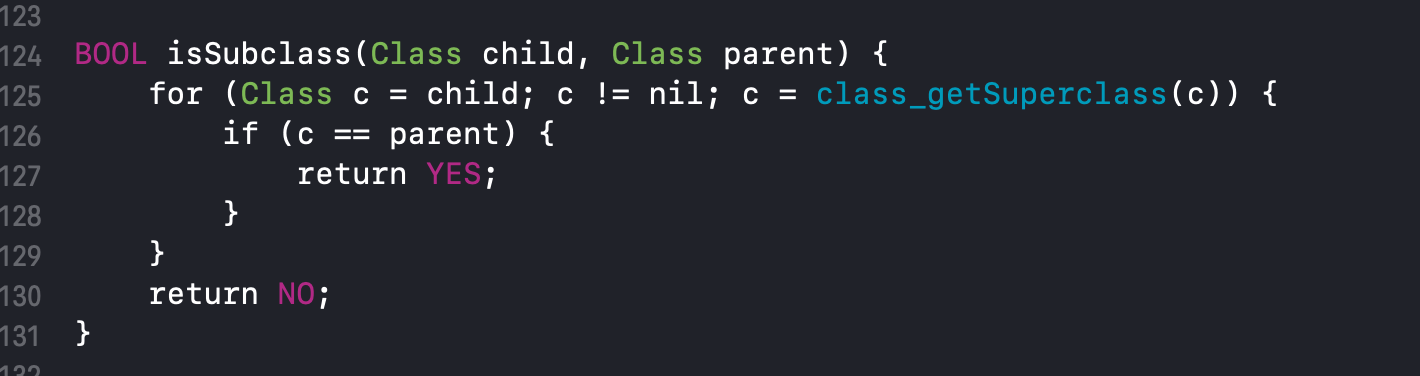 123
124 BOOL isSubclass(Class child, Class parent) {
125     for (Class c = child; c != nil; c = class_getSuperclass(c)) {
126         if (c == parent) {
127             return YES;
128         }
129     }
130     return NO;
131 }
132